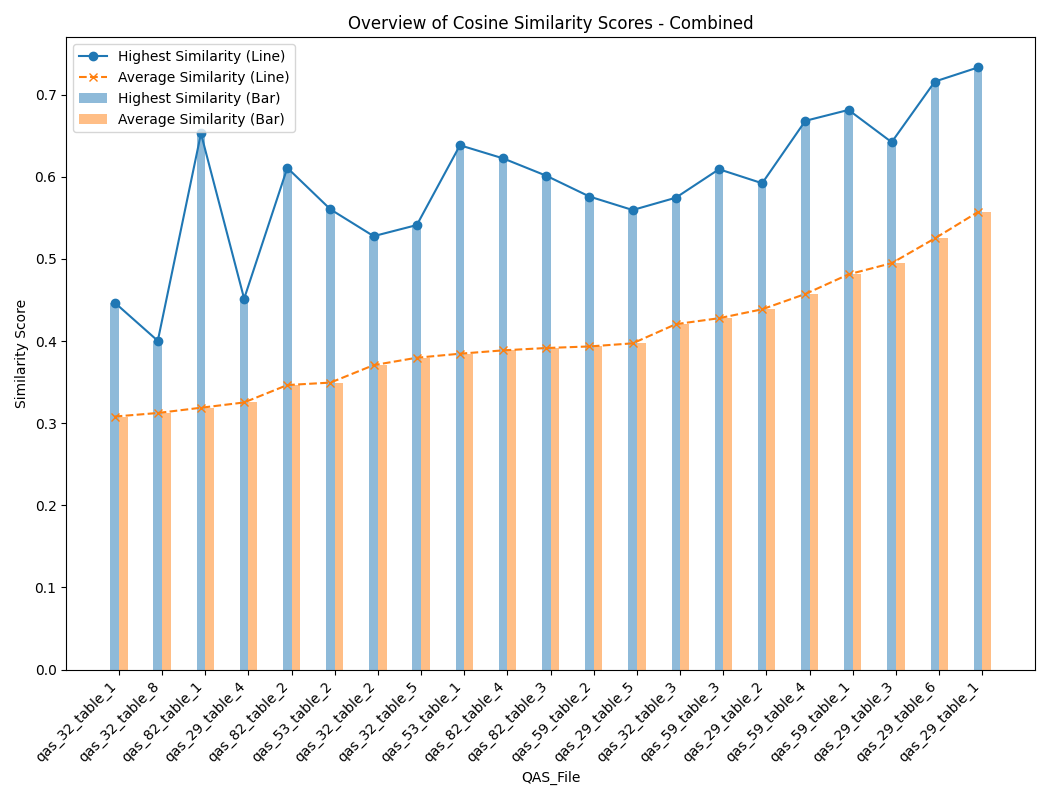 Overview of Cosine Similarity Scores - Combined
Highest Similarity (Line)
Average Similarity (Line)
Highest Similarity (Bar)
Average Similarity (Bar)
Similarity Score
0.7
0.6
0.5
0.4
0.3
0.2
0.1
0.0
qas_32_table_1
qas_32_table_8
qas_82_table_1
qas_29_table_4
qas_82_table_2
qas_53_table_2
qas_32_table_2
qas_32_table_5
qas_53_table_1
qas_82_table_4
qas_82_table_3
qas_59_table_2
qas_29_table_5
qas_32_table_3
qas_59_table_3
qas_29_table_2
qas_59_table_4
qas_59_table_1
qas_29_table_3
qas_29_table_6
qas_29_table_1
QAS_File